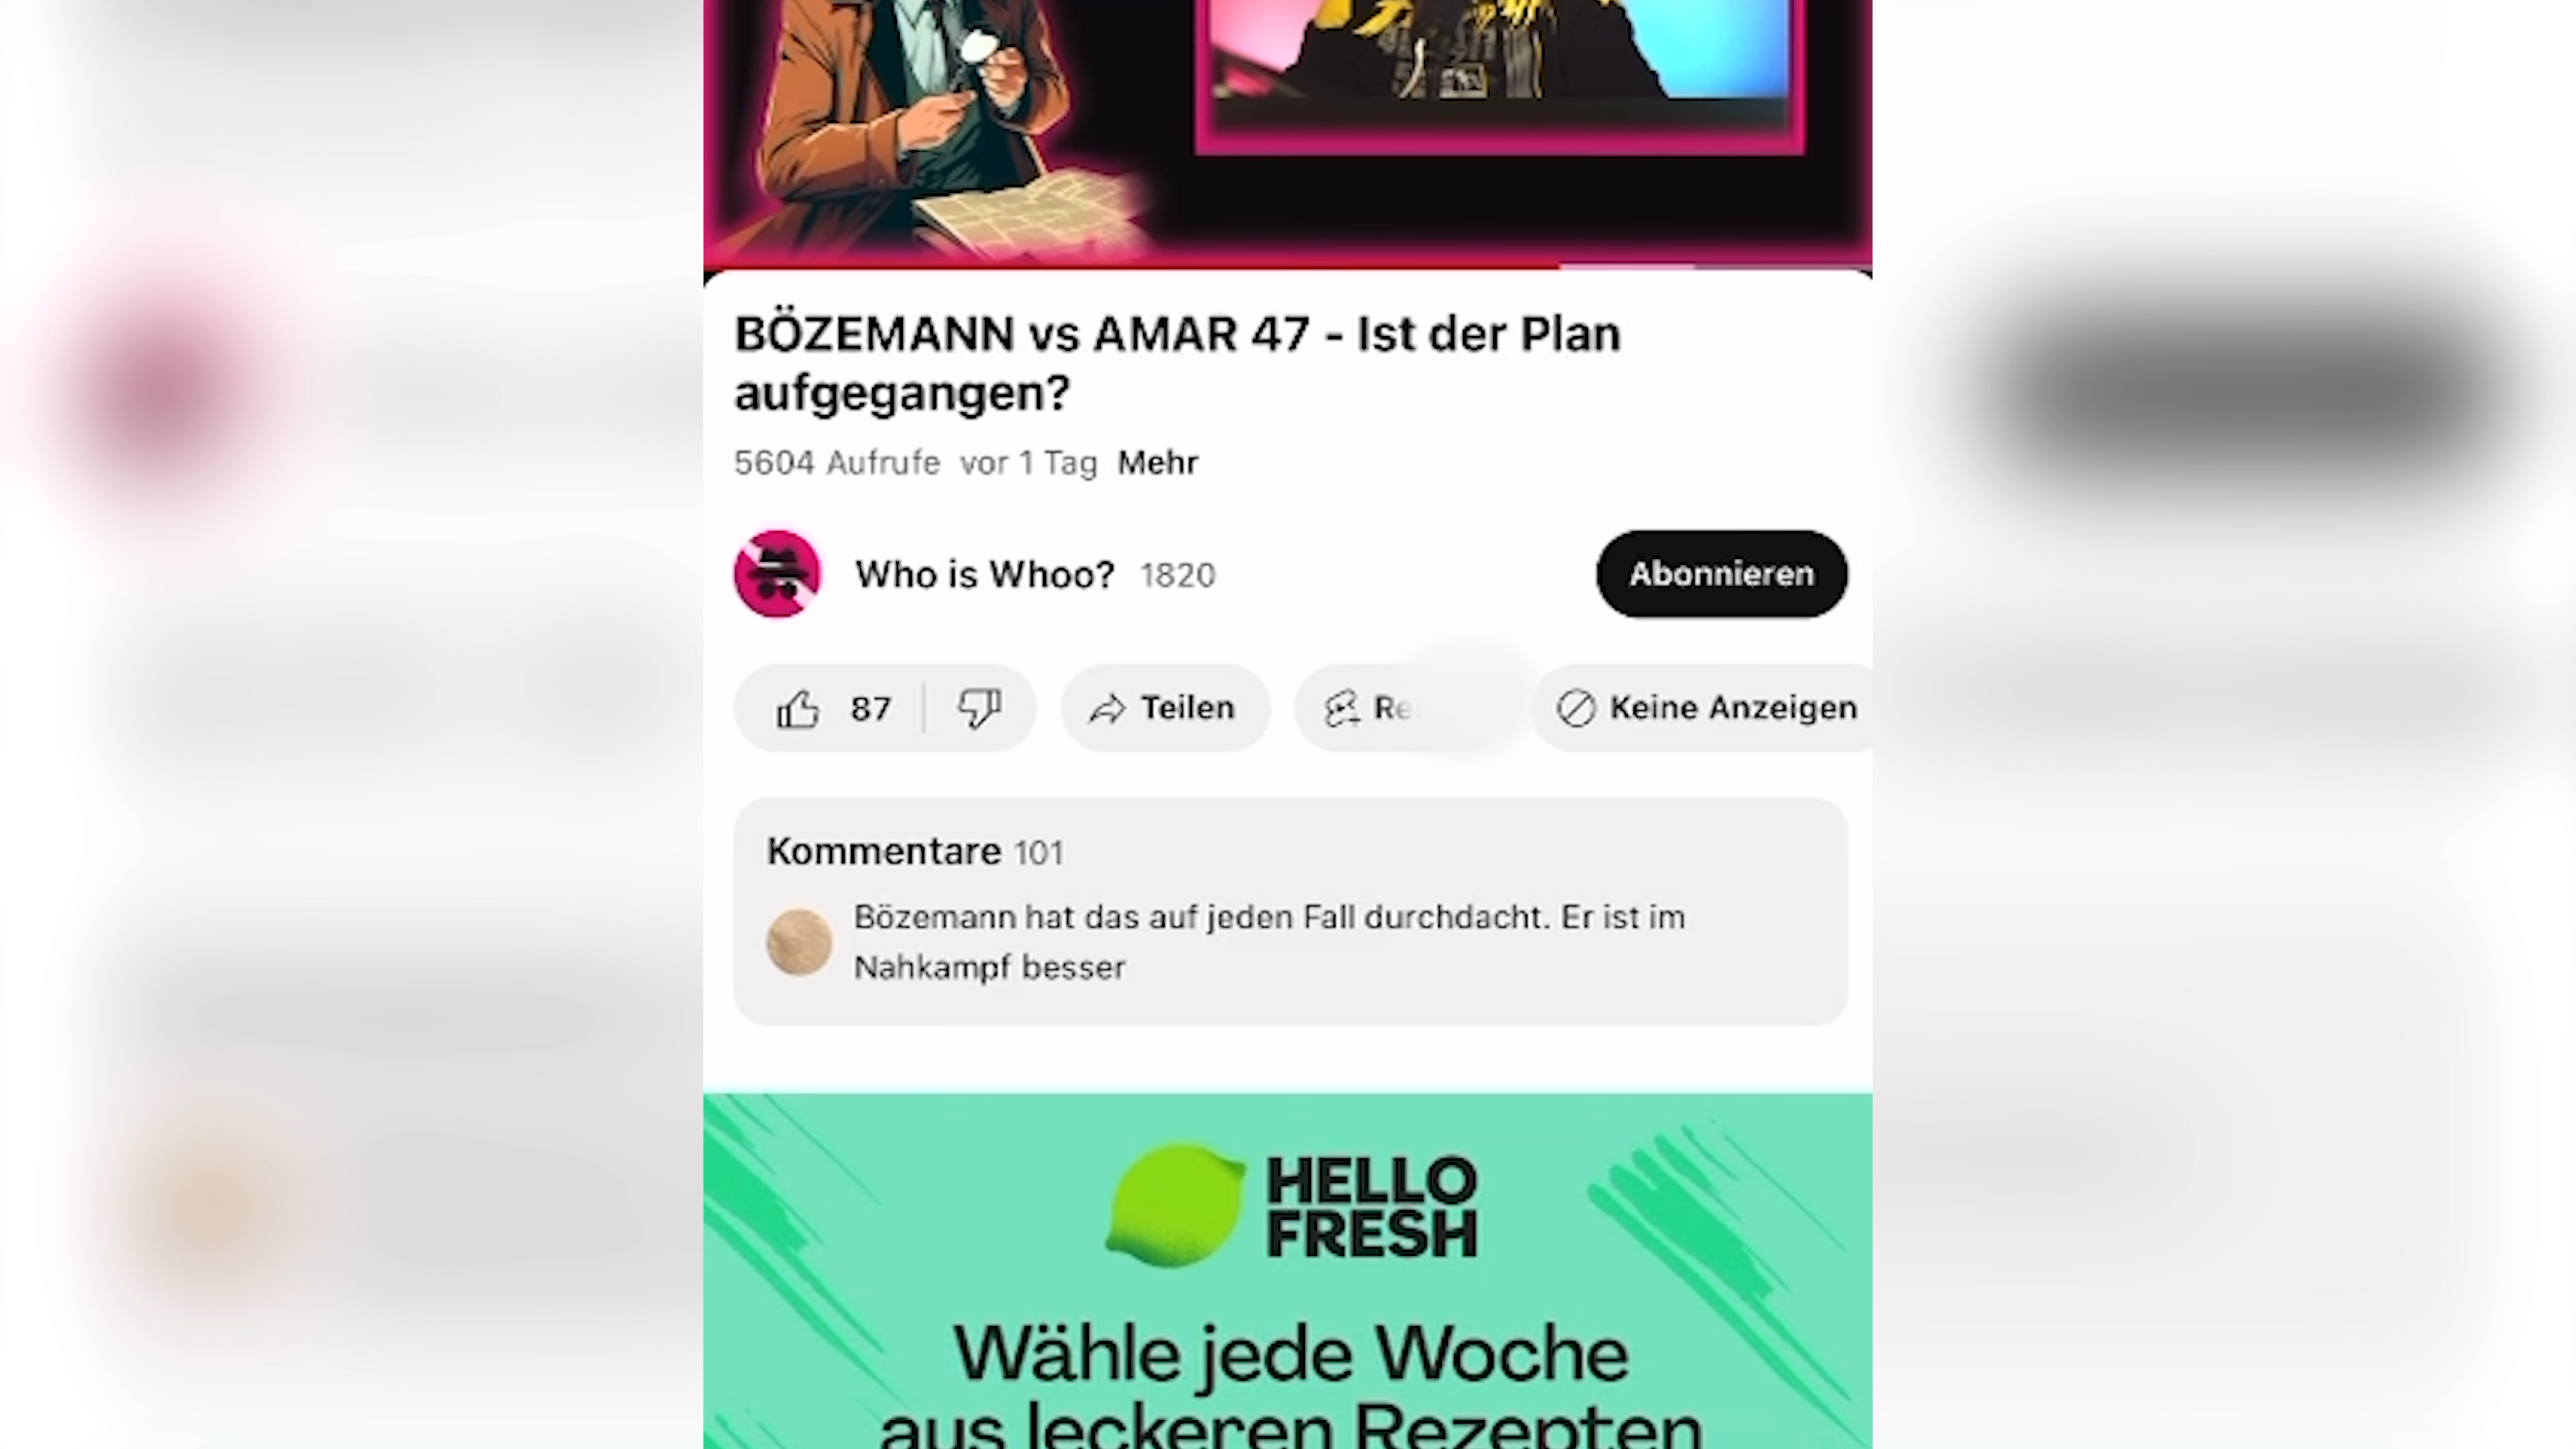 BÖZEMANN vs AMAR 47 - Ist der Plan
aufgegangen?
5604 Aufrufe vor 1 Tag Mehr
Who is Whoo? 1820
Abonnieren
87
Teilen
Re
Keine Anzeigen
Kommentare 101
Bözemann hat das auf jeden Fall durchdacht. Er ist im
Nahkampf besser
HELLO
FRESH
Wähle jede Woche
aus leckeren Rezepten